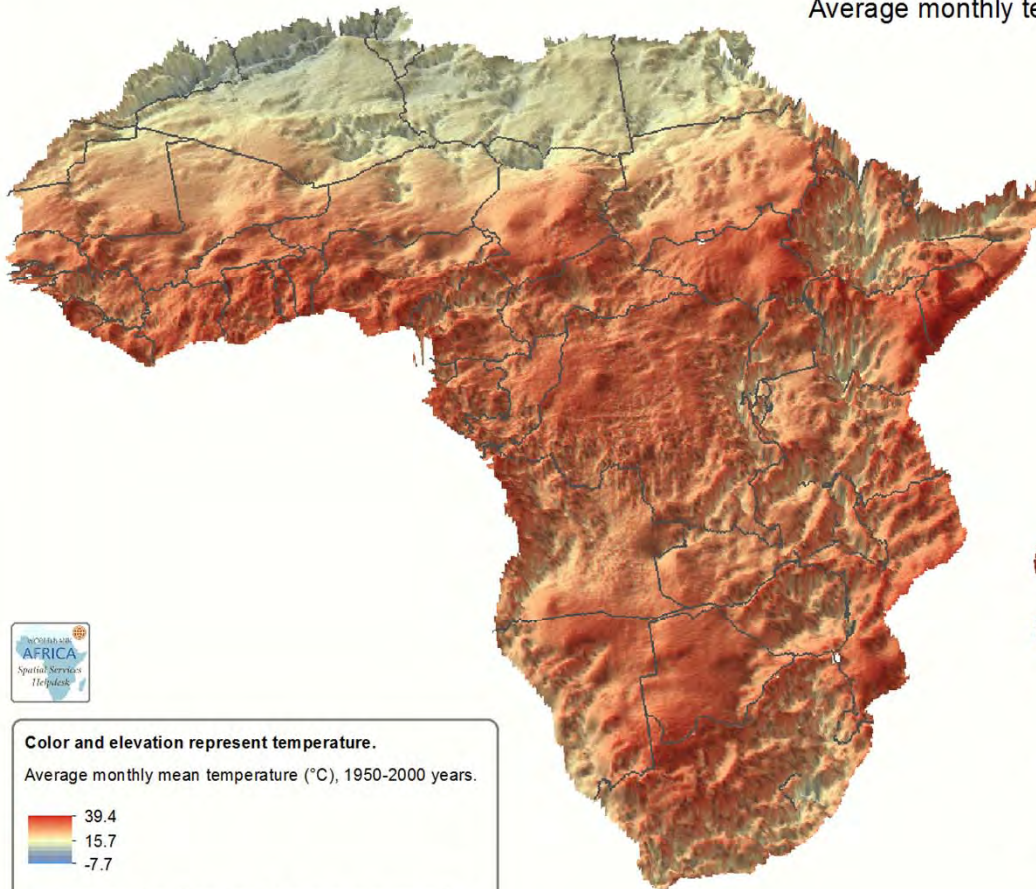 Average monthly te
AFRICA
Spatial Services
Helpdesk
Color and elevation represent temperature.
Average monthly mean temperature (°C), 1950-2000 years.
39.4
15.7
-7.7